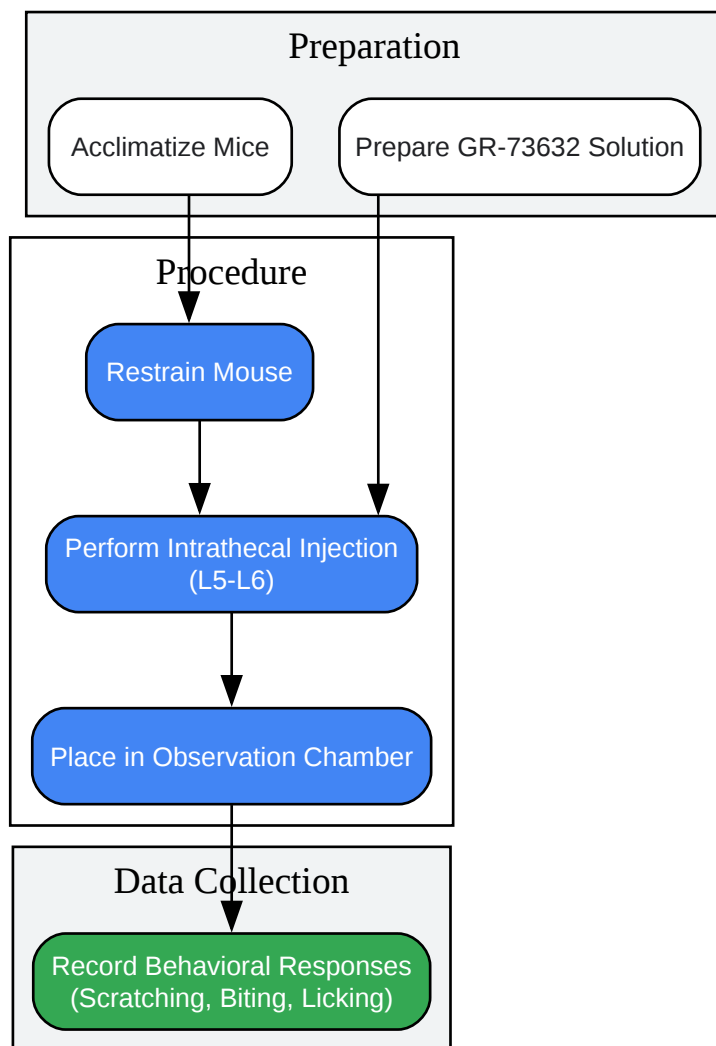 Preparation
Acclimatize Mice
Prepare GR-73632 Solution
Procedure
Restrain Mouse
Perform Intrathecal Injection
(L5-L6)
Place in Observation Chamber
Data Collection
Record Behavioral Responses
(Scratching, Biting, Licking)